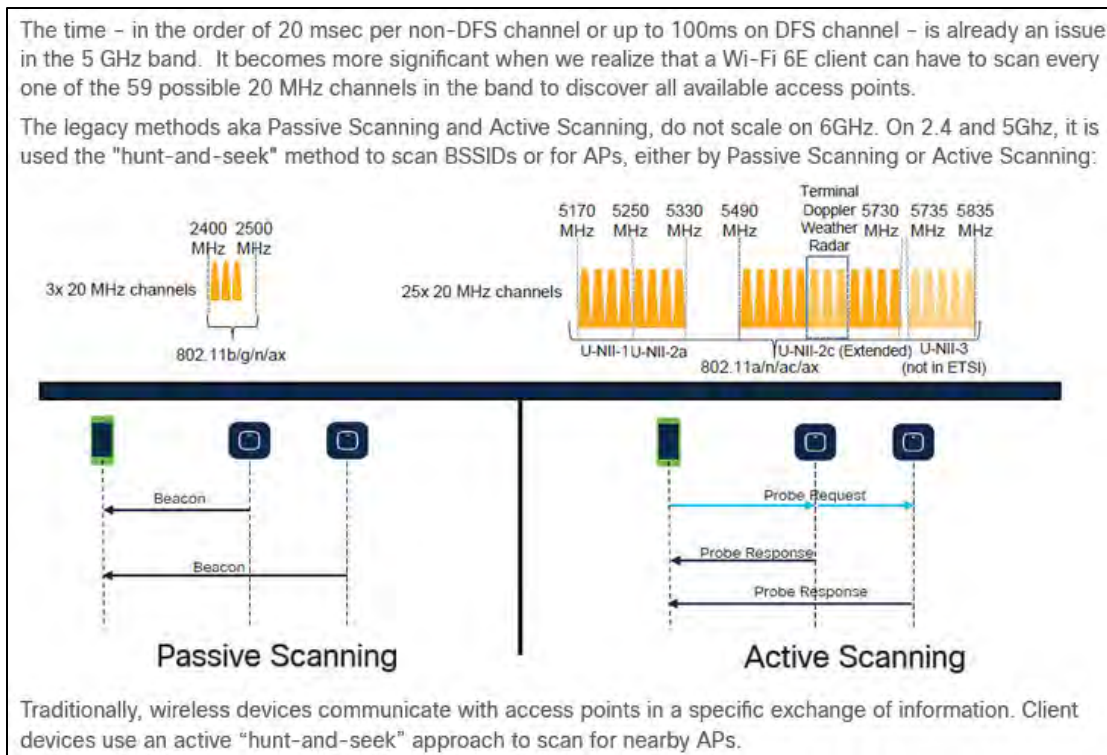 The time – in the order of 20 msec per non-DFS channel or up to 100ms on DFS channel – is already an issue
in the 5 GHz band.  It becomes more significant when we realize that a Wi-Fi 6E client can have to scan every
one of the 59 possible 20 MHz channels in the band to discover all available access points.
The legacy methods aka Passive Scanning and Active Scanning, do not scale on 6GHz. On 2.4 and 5Ghz, it is
used the "hunt-and-seek" method to scan BSSIDs or for APs, either by Passive Scanning or Active Scanning:
2400 MHz
2500 MHz
3x 20 MHz channels
802.11b/g/n/ax
5170 MHz
5250 MHz
5330 MHz
5490 MHz
Terminal
Doppler
Weather
Radar
5730 MHz
5735 MHz
5835 MHz
25x 20 MHz channels
U-NII-1
U-NII-2a
U-NII-2c (Extended)
U-NII-3
(not in ETSI)
802.11a/n/ac/ax
Beacon
Beacon
Passive Scanning
Probe Request
Probe Response
Probe Response
Active Scanning
Traditionally, wireless devices communicate with access points in a specific exchange of information. Client
devices use an active “hunt-and-seek” approach to scan for nearby APs.